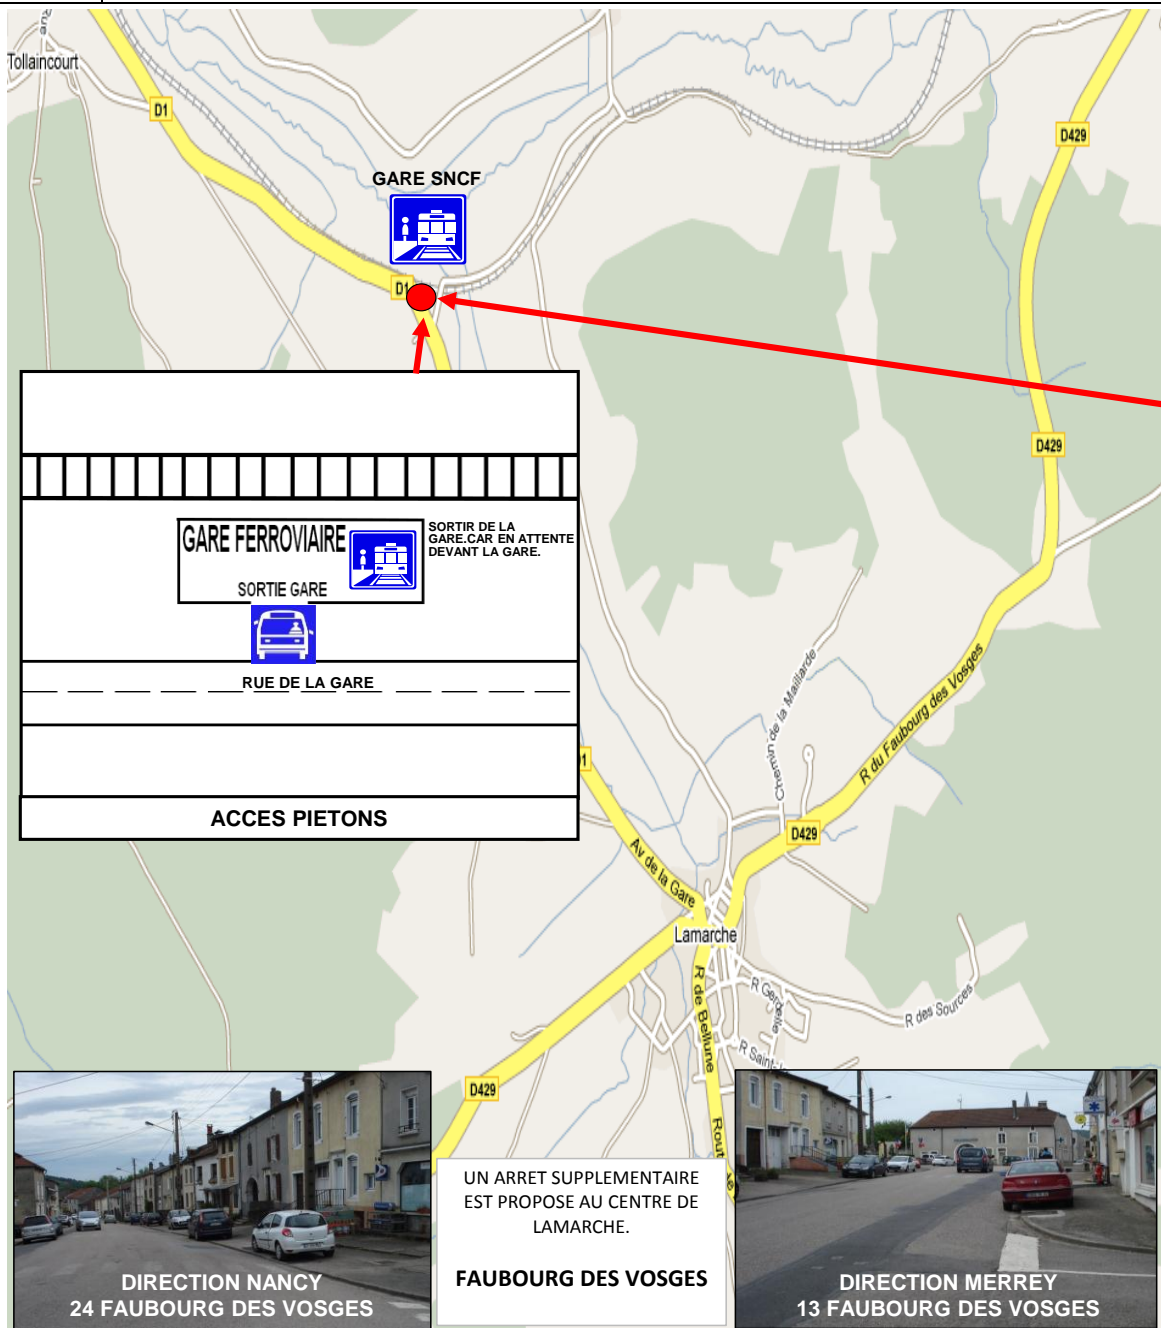 Tollaincourt
D1
D429
GARE SNCF
D1
D429
GARE FERROVIAIRE
SORTIR DE LA
GARE.CAR EN ATTENTE
DEVANT LA GARE.
SORTIE GARE
RUE DE LA GARE
ACCES PIETONS
Chemin de la Maillarde
R du Faubourg des Vosges
D429
Av de la Gare
Lamarche
R de Bellune
R des Sources
D429
UN ARRET SUPPLEMENTAIRE
EST PROPOSE AU CENTRE DE
LAMARCHE.
FAUBOURG DES VOSGES
DIRECTION NANCY
24 FAUBOURG DES VOSGES
DIRECTION MERREY
13 FAUBOURG DES VOSGES